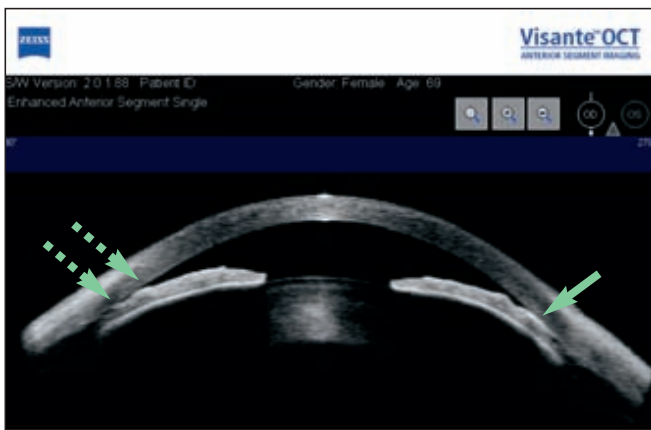 ZEISS
Visante™ OCT
ANTERIOR SEGMENT IMAGING
S/W Version: 2.0.1.88 Patient ID: Gender: Female Age: 69
Enhanced Anterior Segment Single
OD OS